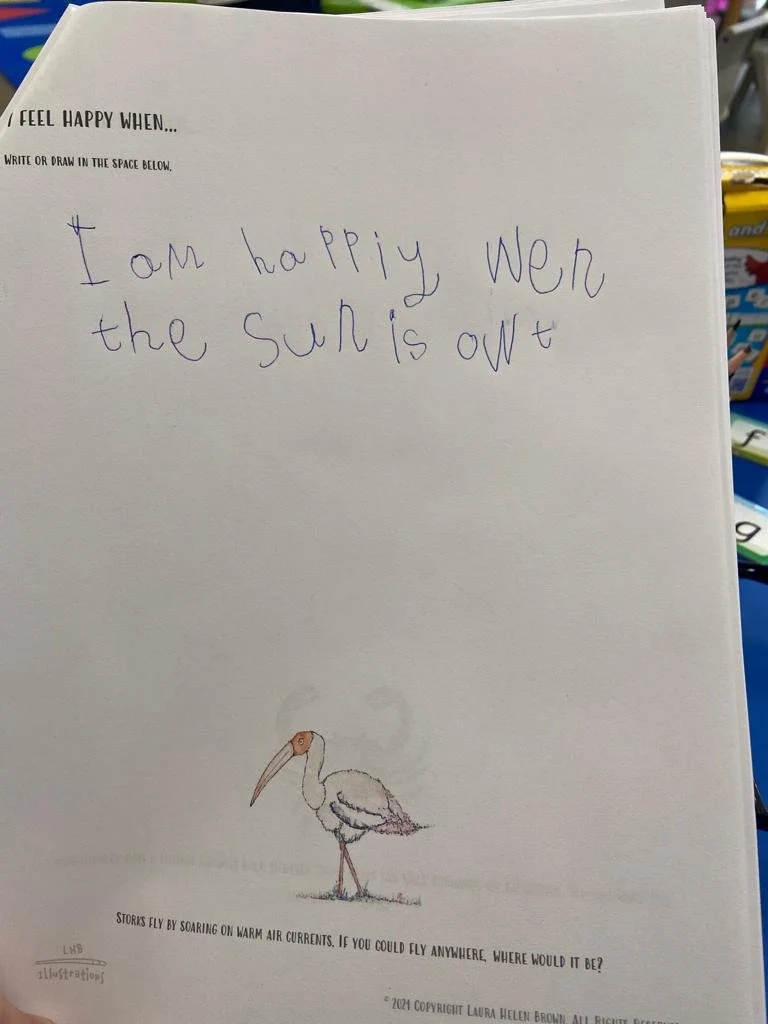 I FEEL HAPPY WHEN...
WRITE OR DRAW IN THE SPACE BELOW.
I am happiy wen
the sun is owt
and
f
g
STORKS FLY BY SOARING ON WARM AIR CURRENTS. IF YOU COULD FLY ANYWHERE, WHERE WOULD IT BE?
LHB
illustrations
© 2021 COPYRIGHT LAURA HELEN BROWN. ALL RIGHTS